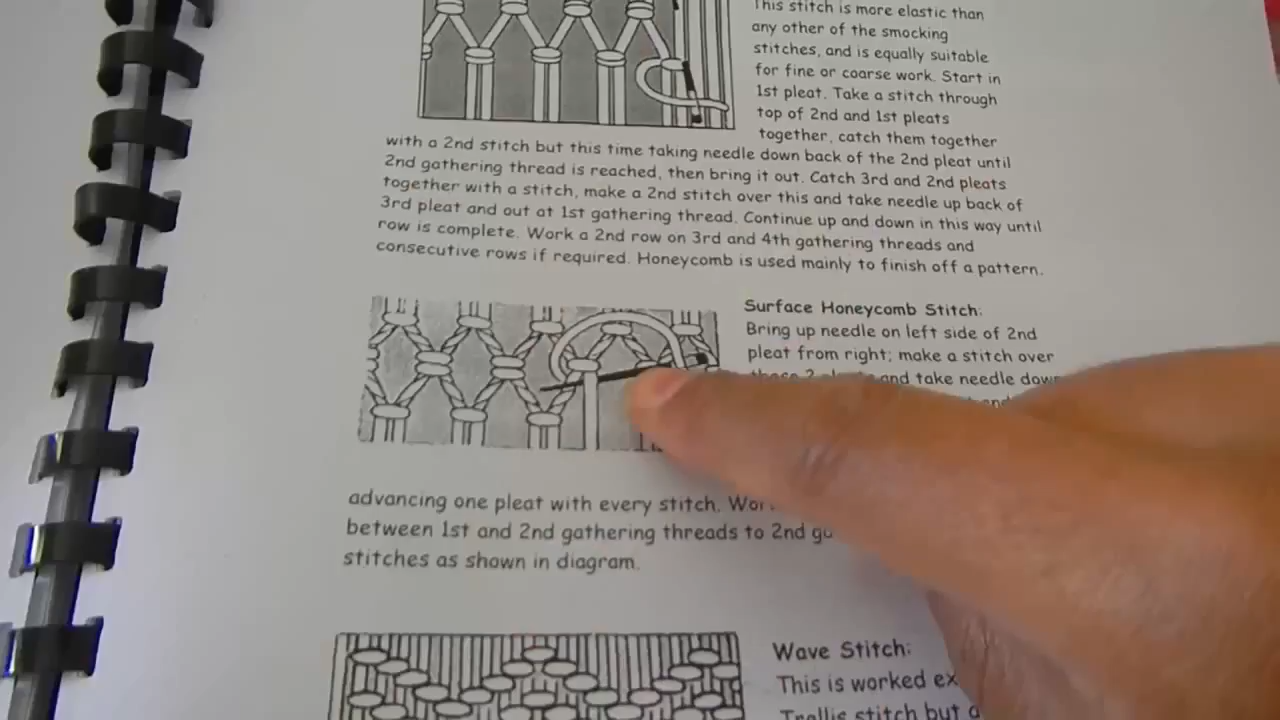 This stitch is more elastic than
any other of the smocking
stitches, and is equally suitable
for fine or coarse work. Start in
1st pleat. Take a stitch through
top of 2nd and 1st pleats
together, catch them together
with a 2nd stitch but this time taking needle down back of the 2nd pleat until
2nd gathering thread is reached, then bring it out. Catch 3rd and 2nd pleats
together with a stitch, make a 2nd stitch over this and take needle up back of
3rd pleat and out at 1st gathering thread. Continue up and down in this way until
row is complete. Work a 2nd row on 3rd and 4th gathering threads and
consecutive rows if required. Honeycomb is used mainly to finish off a pattern.
Surface Honeycomb Stitch:
Bring up needle on left side of 2nd
pleat from right; make a stitch over
these 2 and take needle down
advancing one pleat with every stitch.
between 1st and 2nd gathering threads to 2nd
stitches as shown in diagram.
Wave Stitch:
This is worked
Trellis stitch but